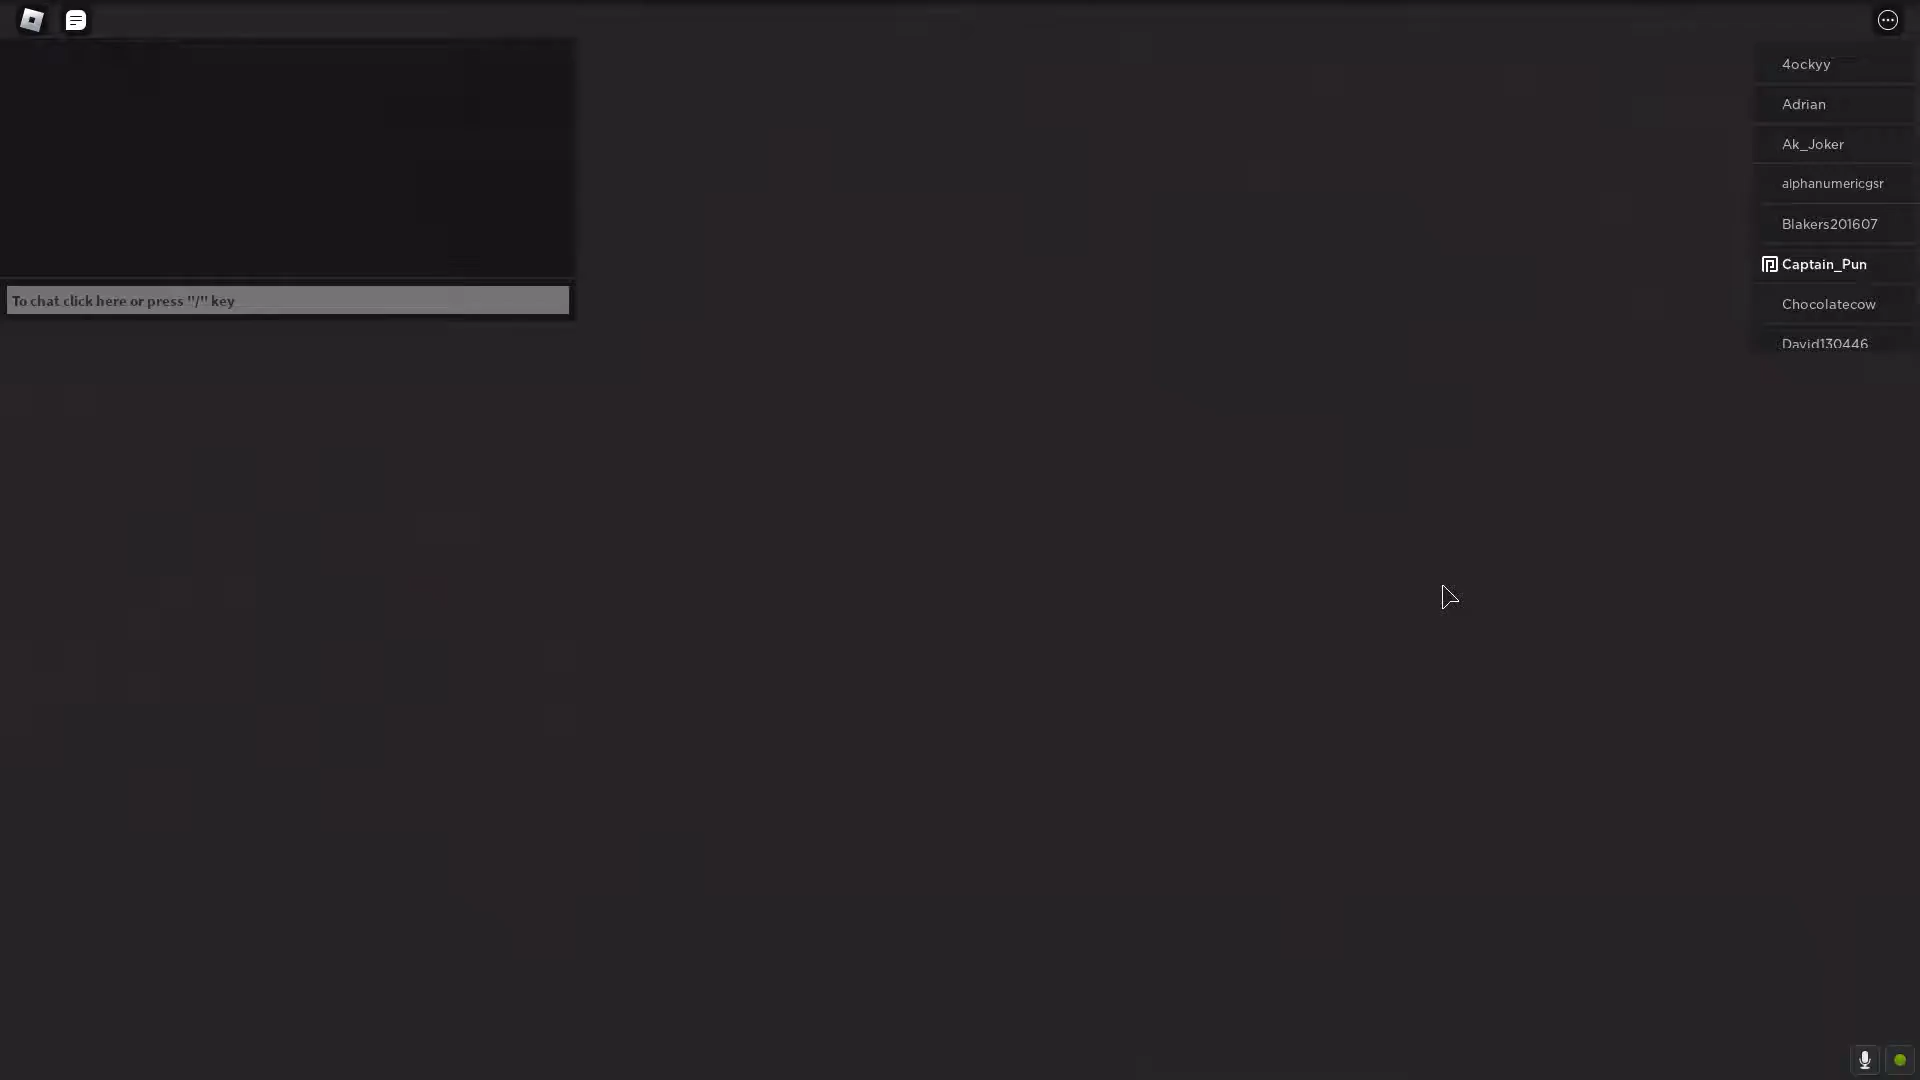 4ockyy
Adrian
Ak_Joker
alphanumericgsr
Blakers201607
Captain_Pun
Chocolatecow
David130446
To chat click here or press "/" key